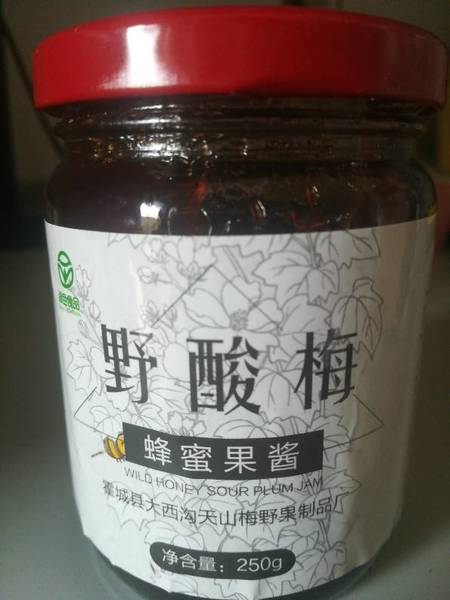 野酸梅
蜂蜜果酱
WILD HONEY SOUR PLUM JAM
霍城县大西沟天山梅野果制品厂
净含量：250g